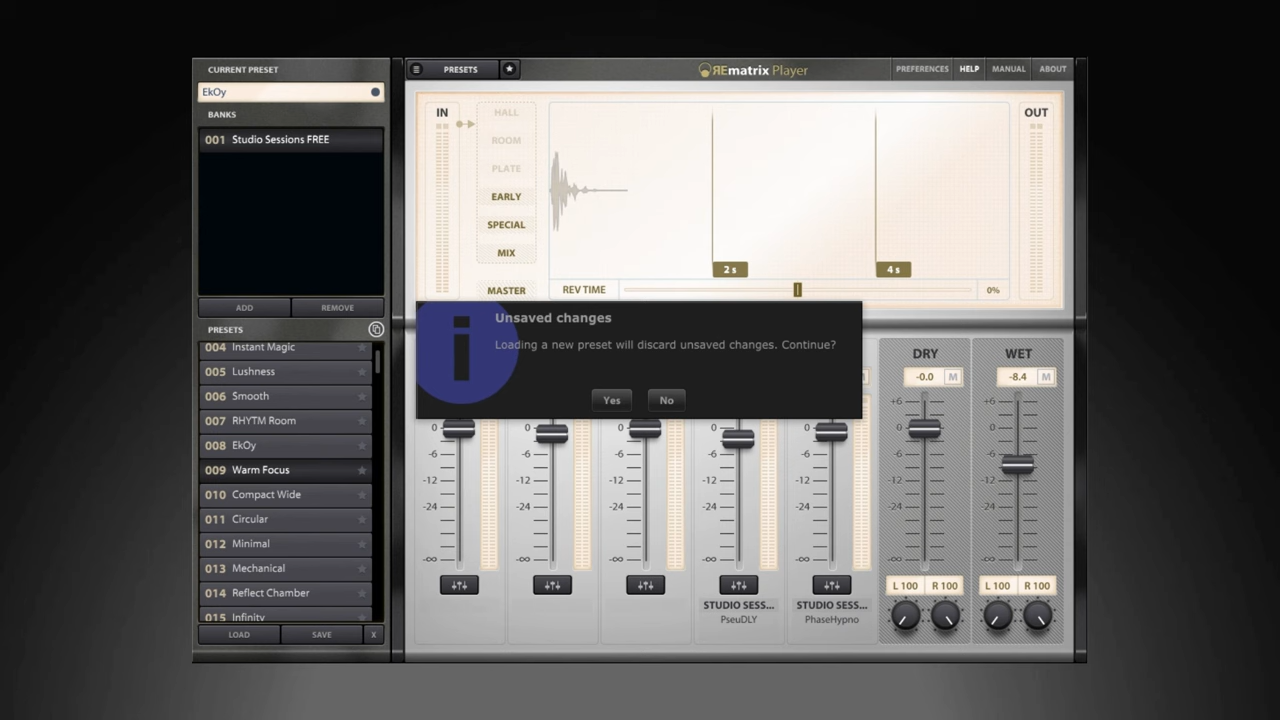 CURRENT PRESET
EkOy
BANKS
001 Studio Sessions FREE
ADD REMOVE
PRESETS
004 Instant Magic
005 Lushness
006 Smooth
007 RHYTM Room
008 EkOy
009 Warm Focus
010 Compact Wide
011 Circular
012 Minimal
013 Mechanical
014 Reflect Chamber
015 Infinity
LOAD SAVE X
PRESETS
REmatrix Player
PREFERENCES HELP MANUAL ABOUT
IN
HALL
ROOM
PLATE
EARLY
SPECIAL
MIX
MASTER
2 s
4 s
REV TIME
0%
OUT
Unsaved changes
Loading a new preset will discard unsaved changes. Continue?
Yes No
0
-6
-12
-24
-∞
0
-6
-12
-24
-∞
0
-6
-12
-24
-∞
0
-6
-12
-24
-∞
STUDIO SESS...
PseuDLY
0
-6
-12
-24
-∞
STUDIO SESS...
PhaseHypno
DRY
-0.0 M
+6
0
-6
-12
-24
-∞
L 100 R 100
WET
-8.4 M
+6
0
-6
-12
-24
-∞
L 100 R 100